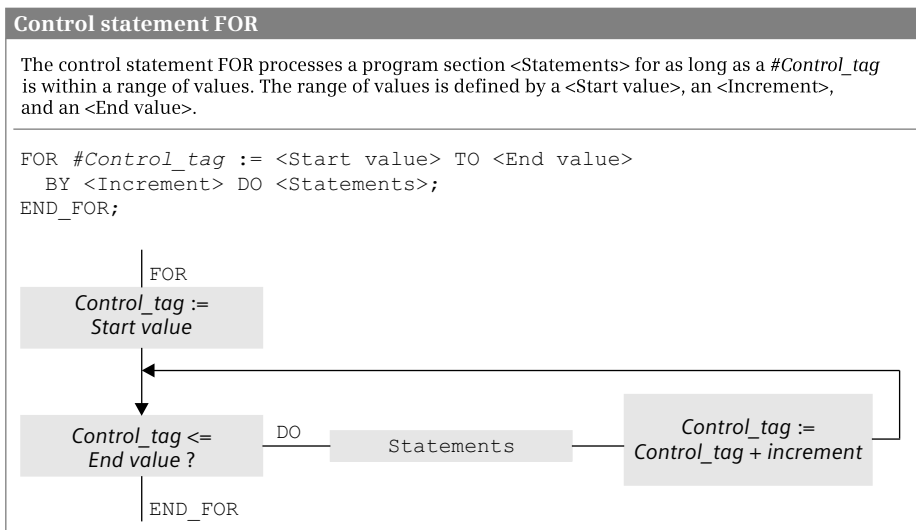 Control statement FOR
The control statement FOR processes a program section <Statements> for as long as a #Control_tag
is within a range of values. The range of values is defined by a <Start value>, an <Increment>,
and an <End value>.
FOR #Control_tag := <Start value> TO <End value>
BY <Increment> DO <Statements>;
END_FOR;
FOR
Control_tag :=
Start value
Control_tag <=
End value ?
DO
Statements
Control_tag :=
Control_tag + increment
END_FOR